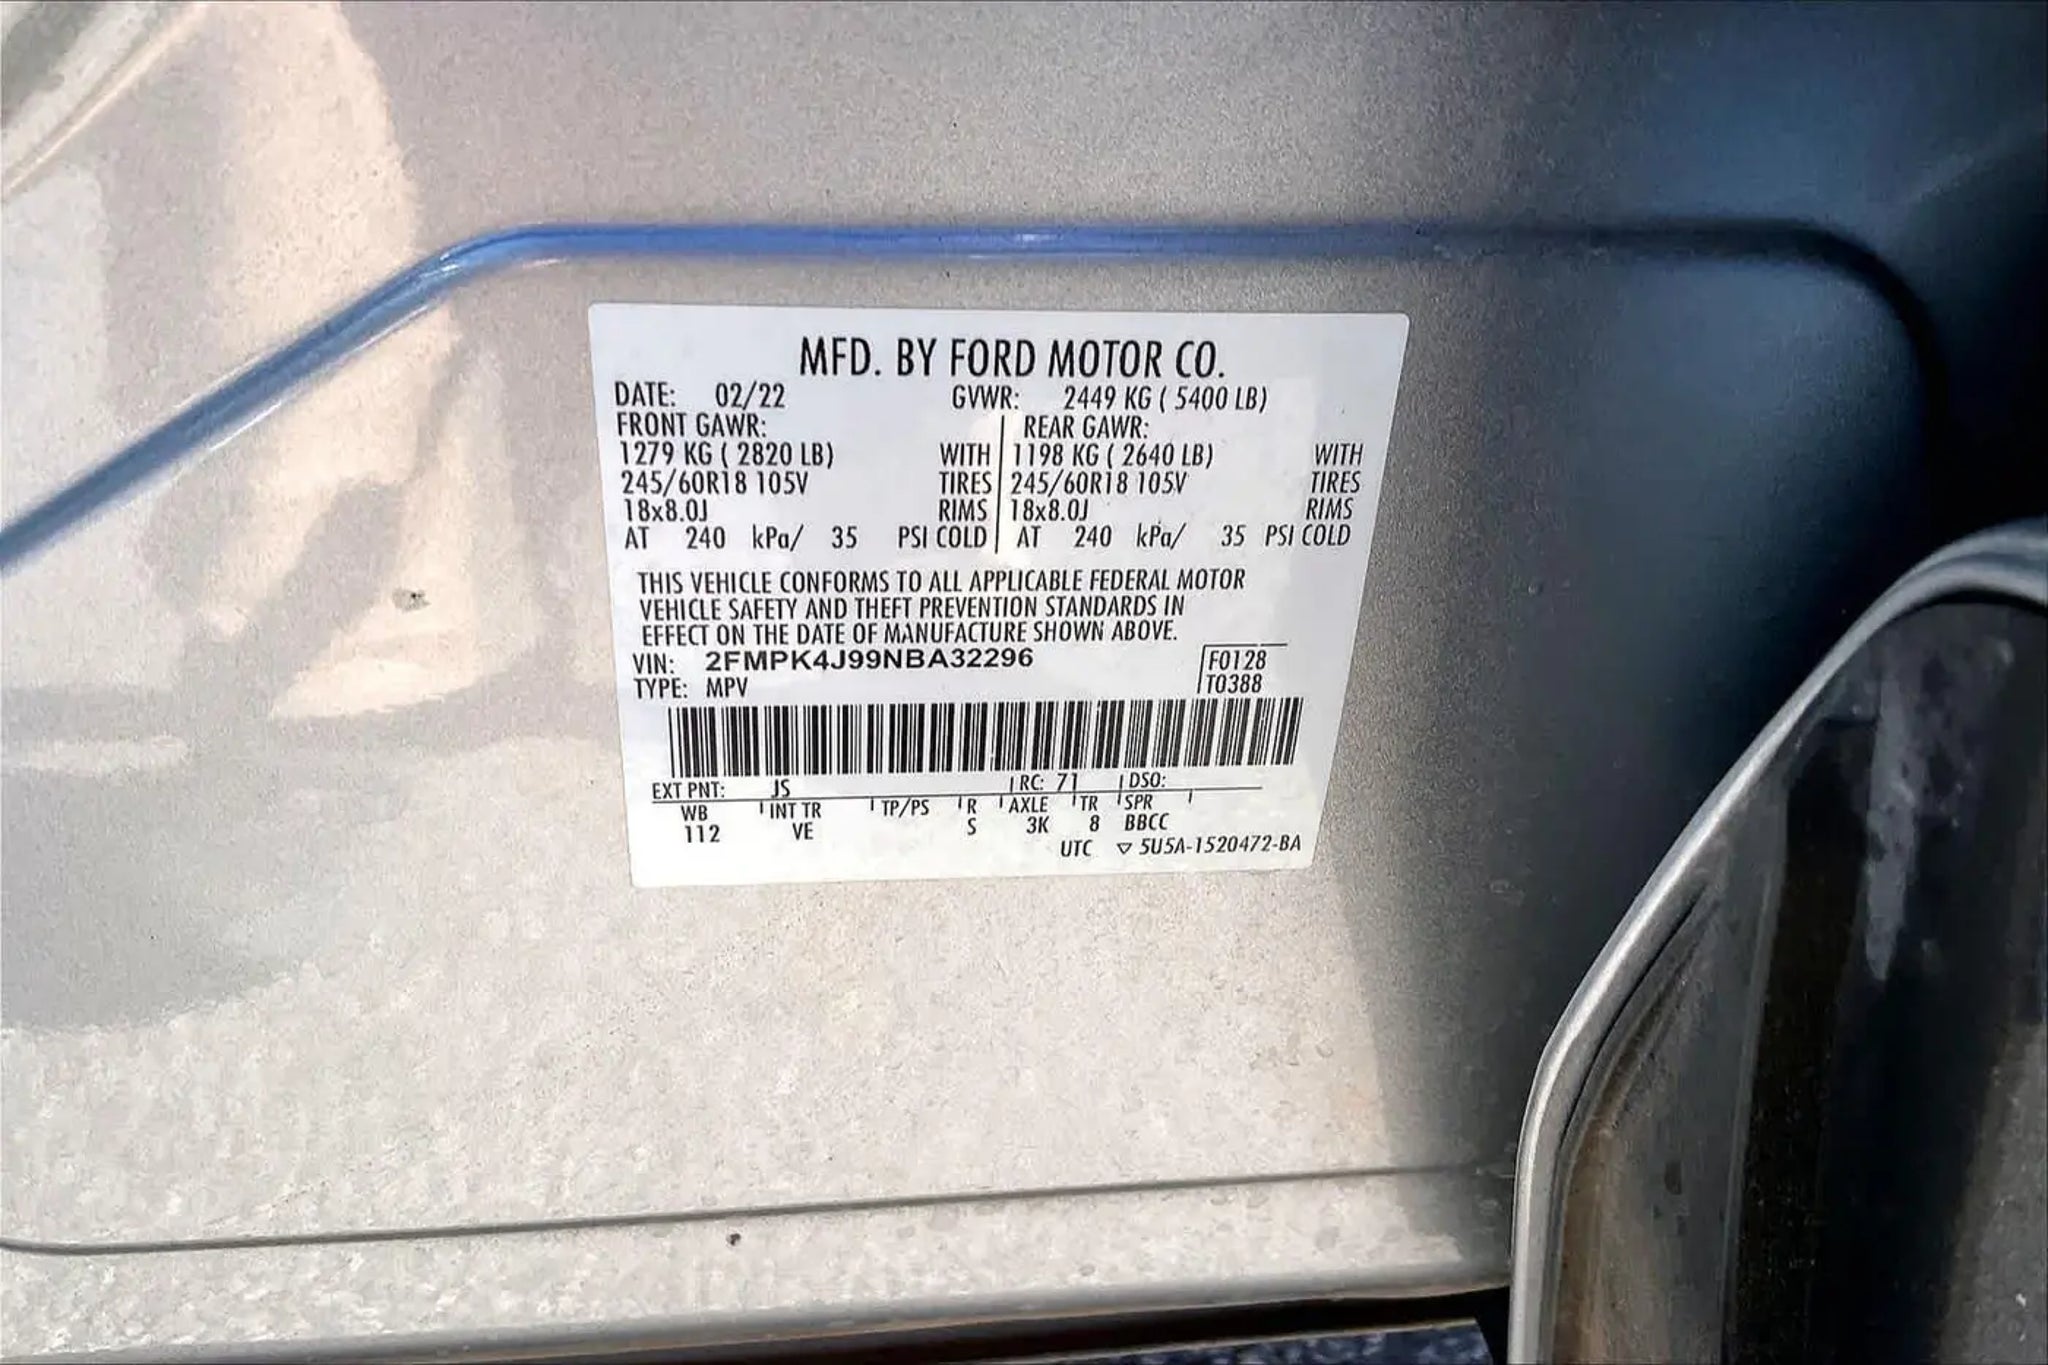 MFD. BY FORD MOTOR CO.
DATE: 02/22 GVWR: 2449 KG ( 5400 LB)
FRONT GAWR: REAR GAWR:
1279 KG ( 2820 LB) WITH 1198 KG ( 2640 LB) WITH
245/60R18 105V TIRES 245/60R18 105V TIRES
18x8.0J RIMS 18x8.0J RIMS
AT 240 kPa/ 35 PSI COLD AT 240 kPa/ 35 PSI COLD
THIS VEHICLE CONFORMS TO ALL APPLICABLE FEDERAL MOTOR
VEHICLE SAFETY AND THEFT PREVENTION STANDARDS IN
EFFECT ON THE DATE OF MANUFACTURE SHOWN ABOVE.
VIN: 2FMPK4J99NBA32296 F0128
TYPE: MPV T0388
EXT PNT: JS RC: 71 DSO:
WB INT TR TP/PS R AXLE TR SPR
112 VE S 3K 8 BBCC
UTC ▽ 5U5A-1520472-BA